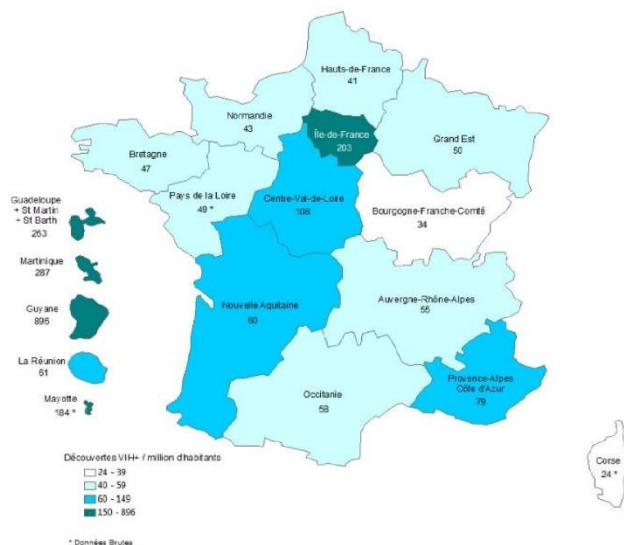 Hauts-de-France
41
Normandie
43
Île-de-France
203
Grand Est
50
Bretagne
47
Pays de la Loire
49 *
Centre-Val-de-Loire
108
Bourgogne-Franche-Comté
34
Guadeloupe
+ St Martin
+ St Barth
263
Martinique
287
Guyane
896
La Réunion
61
Mayotte
184 *
Nouvelle Aquitaine
60
Auvergne-Rhône-Alpes
55
Occitanie
58
Provence-Alpes
Côte d'Azur
79
Corse
24 *
Découvertes VIH+ / million d'habitants
24 - 39
40 - 59
60 - 149
150 - 896
* Données Brutes